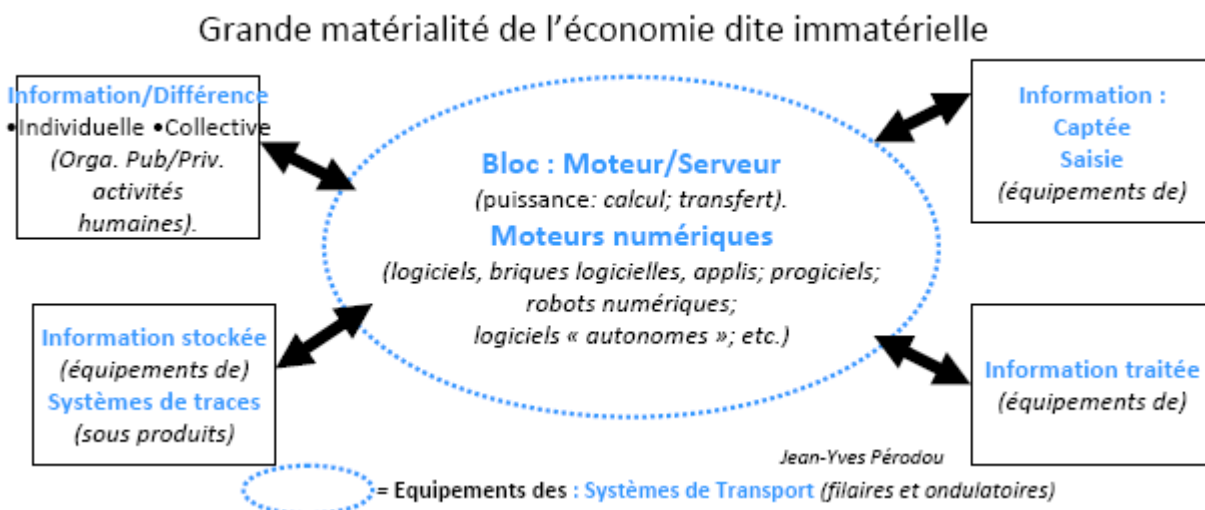 Grande matérialité de l'économie dite immatérielle
Information/Différence
•Individuelle •Collective
(Orga. Pub/Priv.
activités
humaines).
Information :
Captée
Saisie
(équipements de)
Bloc : Moteur/Serveur
(puissance: calcul; transfert).
Moteurs numériques
(logiciels, briques logicielles, applis; progiciels;
robots numériques;
logiciels « autonomes »; etc.)
Information stockée
(équipements de)
Systèmes de traces
(sous produits)
Information traitée
(équipements de)
Jean-Yves Pérodou
= Equipements des : Systèmes de Transport (filaires et ondulatoires)